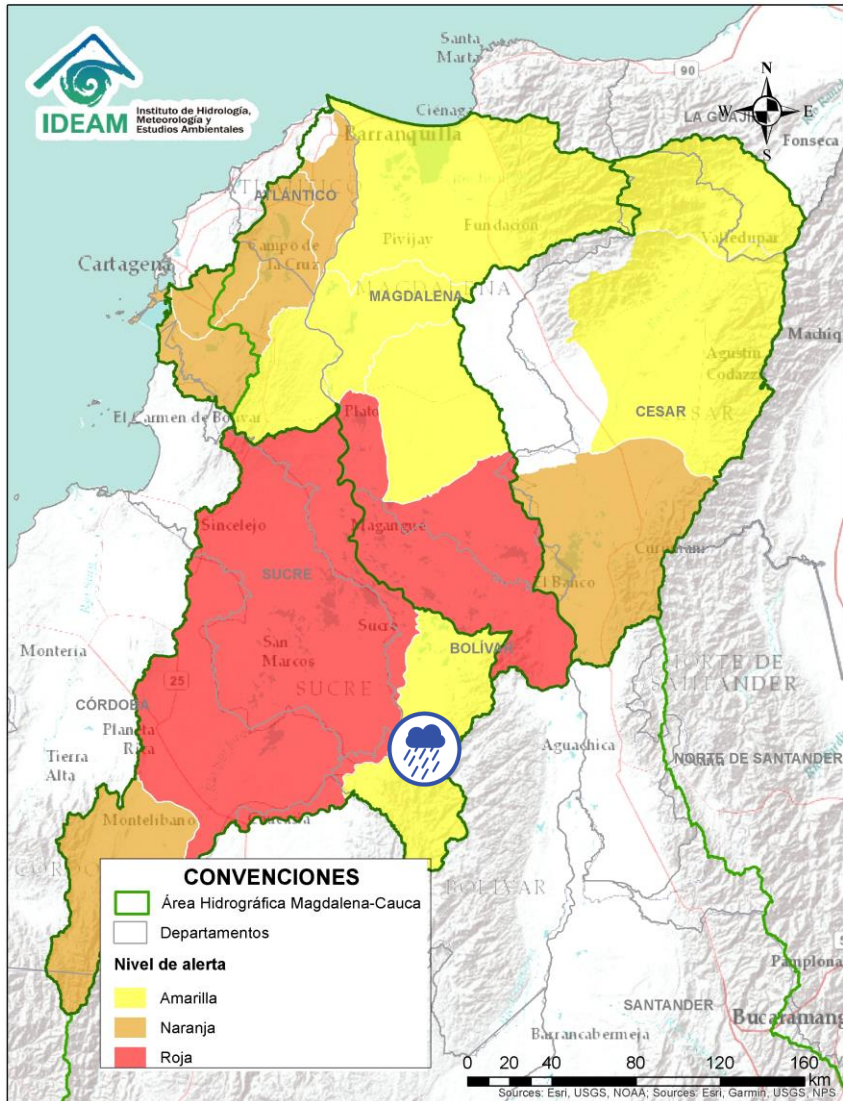 IDEAM
Instituto de Hidrología,
Meteorología y
Estudios Ambientales
Santa
Marta
90
N
W
E
S
LA GUAJI
Fonseca
Ciénaga
Barranquilla
ATLÁNTICO
Fundación
Valledupar
Pivijay
Campo de
la Cruz
Cartagena
MAGDALENA
Agustín
Codazzi
CESAR
El Carmen de Bolívar
Plato
Sincelejo
Magangué
Curumaní
El Banco
SUCRE
Sucre
San
Marcos
SUCRE
BOLÍVAR
Montería
25
CÓRDOBA
Planeta
Rica
Tierra
Alta
NORTE DE
SANTANDER
Aguachica
NORTE DE SANTANDER
Montelíbano
Caucasia
BOLÍVAR
CONVENCIONES
Área Hidrográfica Magdalena-Cauca
Departamentos
Nivel de alerta
Amarilla
Naranja
Roja
Pamplona
SANTANDER
Bucaramang
Barrancabermeja
0 20 40 80 120 160
km
Sources: Esri, USGS, NOAA; Sources: Esri, Garmin, USGS, NPS